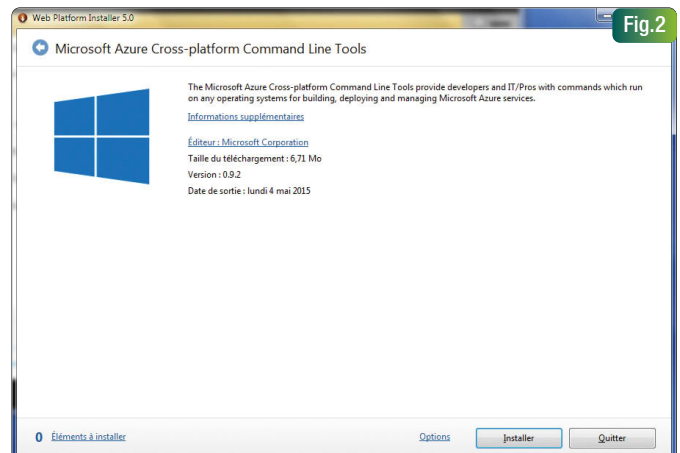 Web Platform Installer 5.0
Fig.2
Microsoft Azure Cross-platform Command Line Tools
The Microsoft Azure Cross-platform Command Line Tools provide developers and IT/Pros with commands which run
on any operating systems for building, deploying and managing Microsoft Azure services.
Informations supplémentaires
Éditeur : Microsoft Corporation
Taille du téléchargement : 6,71 Mo
Version : 0.9.2
Date de sortie : lundi 4 mai 2015
0 Éléments à installer
Options
Installer
Quitter